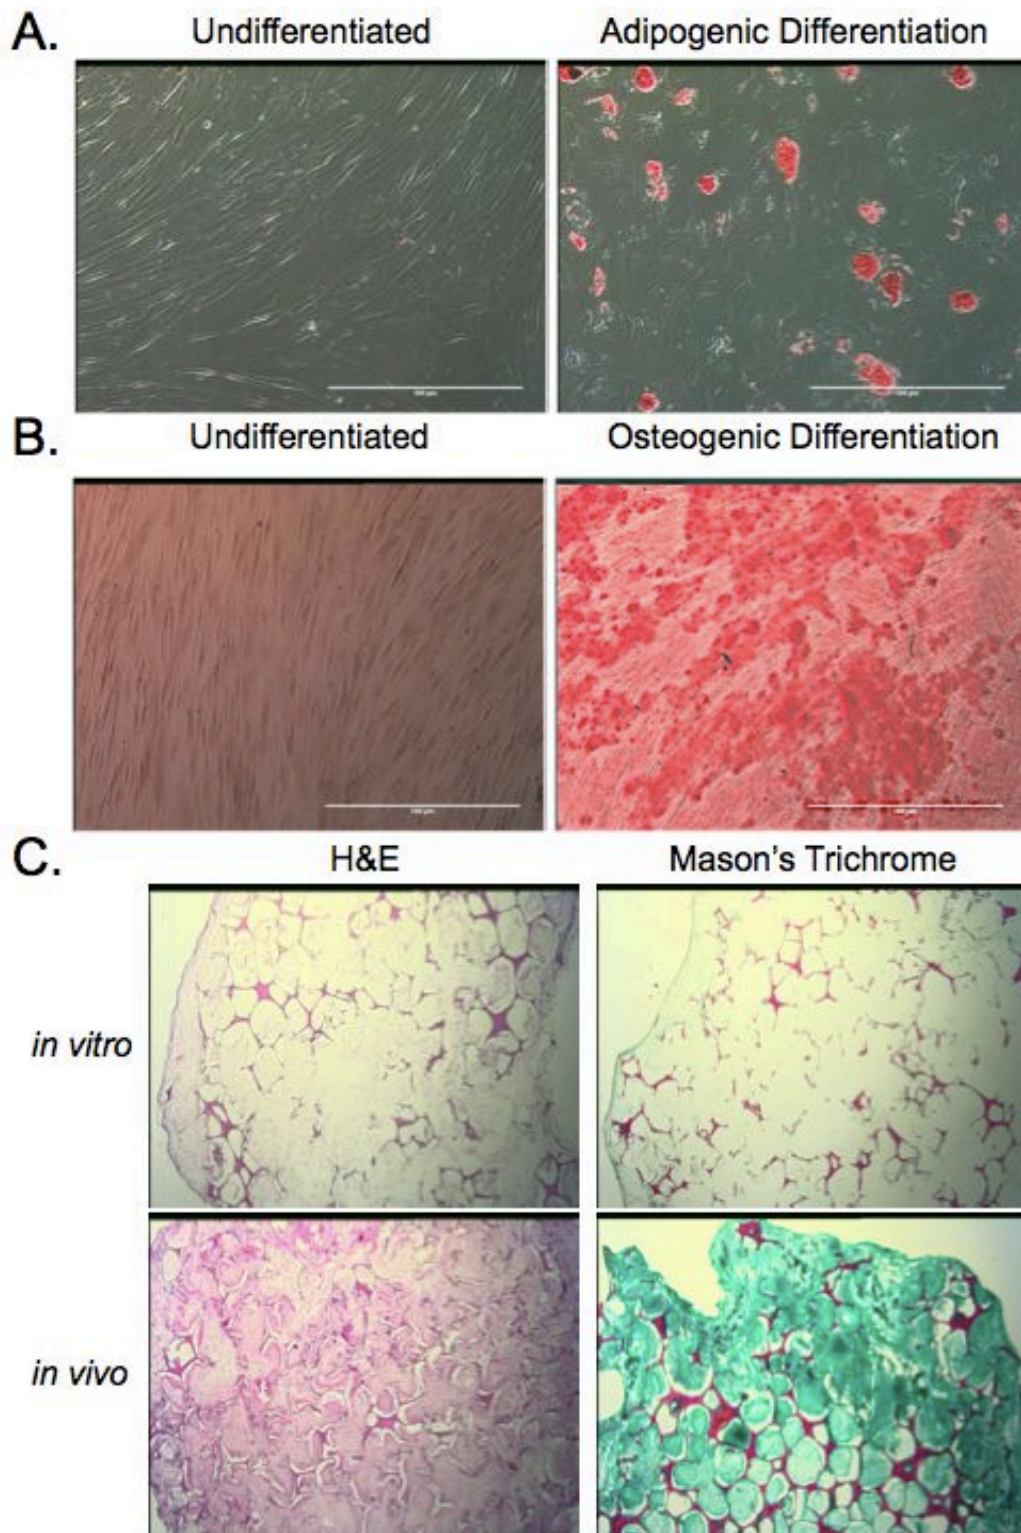 A.
Undifferentiated
Adipogenic Differentiation
B.
Undifferentiated
Osteogenic Differentiation
C.
H&E
Mason's Trichrome
in vitro
in vivo